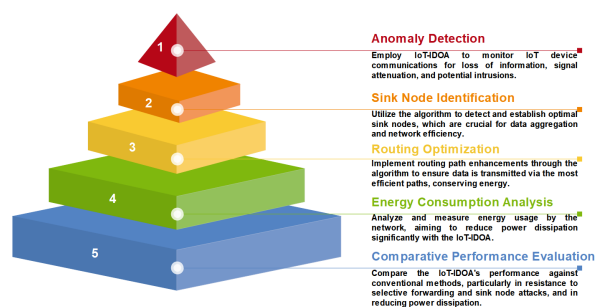 1
Anomaly Detection
Employ IoT-IDOA to monitor IoT device
communications for loss of information, signal
attenuation, and potential intrusions.
2
Sink Node Identification
Utilize the algorithm to detect and establish optimal
sink nodes, which are crucial for data aggregation
and network efficiency.
3
Routing Optimization
Implement routing path enhancements through the
algorithm to ensure data is transmitted via the most
efficient paths, conserving energy.
4
Energy Consumption Analysis
Analyze and measure energy usage by the
network, aiming to reduce power dissipation
significantly with the IoT-IDOA.
5
Comparative Performance Evaluation
Compare the IoT-IDOA's performance against
conventional methods, particularly in resistance to
selective forwarding and sink node attacks, and in
reducing power dissipation.